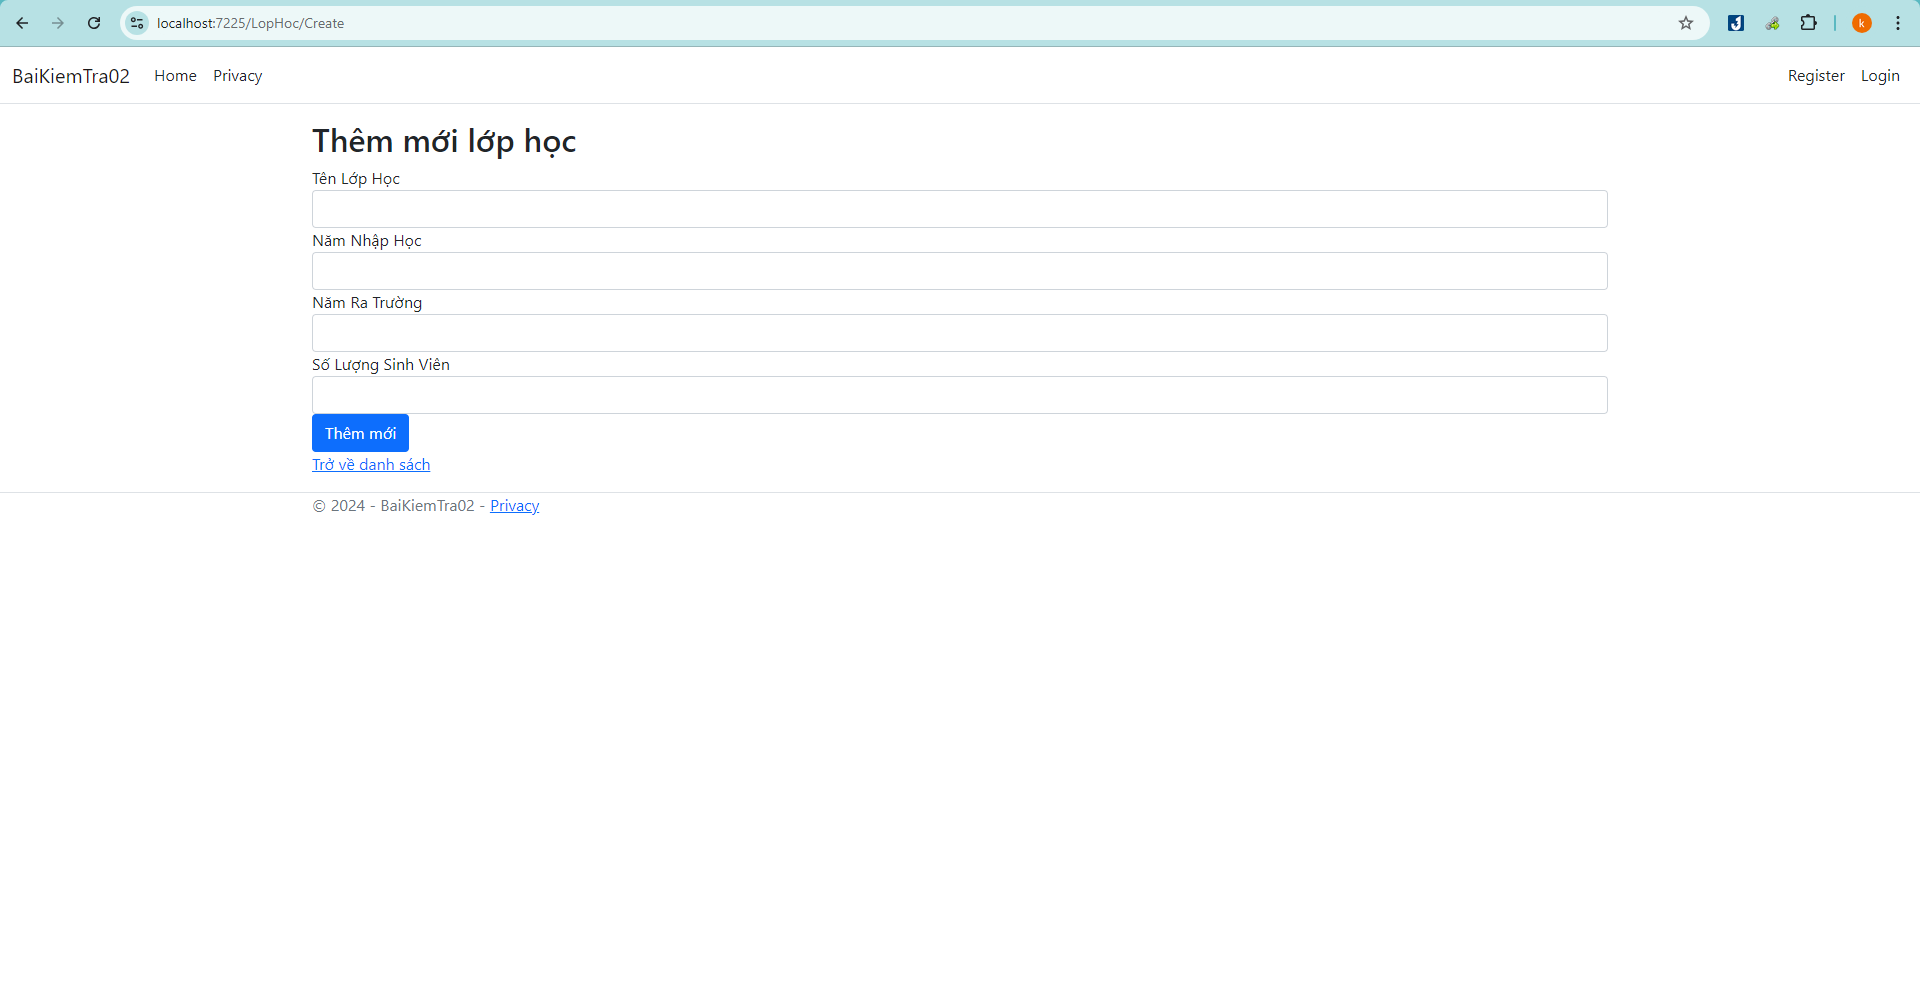 localhost:7225/LopHoc/Create
k
BaiKiemTra02 Home Privacy Register Login
Thêm mới lớp học
Tên Lớp Học
Năm Nhập Học
Năm Ra Trường
Số Lượng Sinh Viên
Thêm mới
Trở về danh sách
© 2024 - BaiKiemTra02 - Privacy